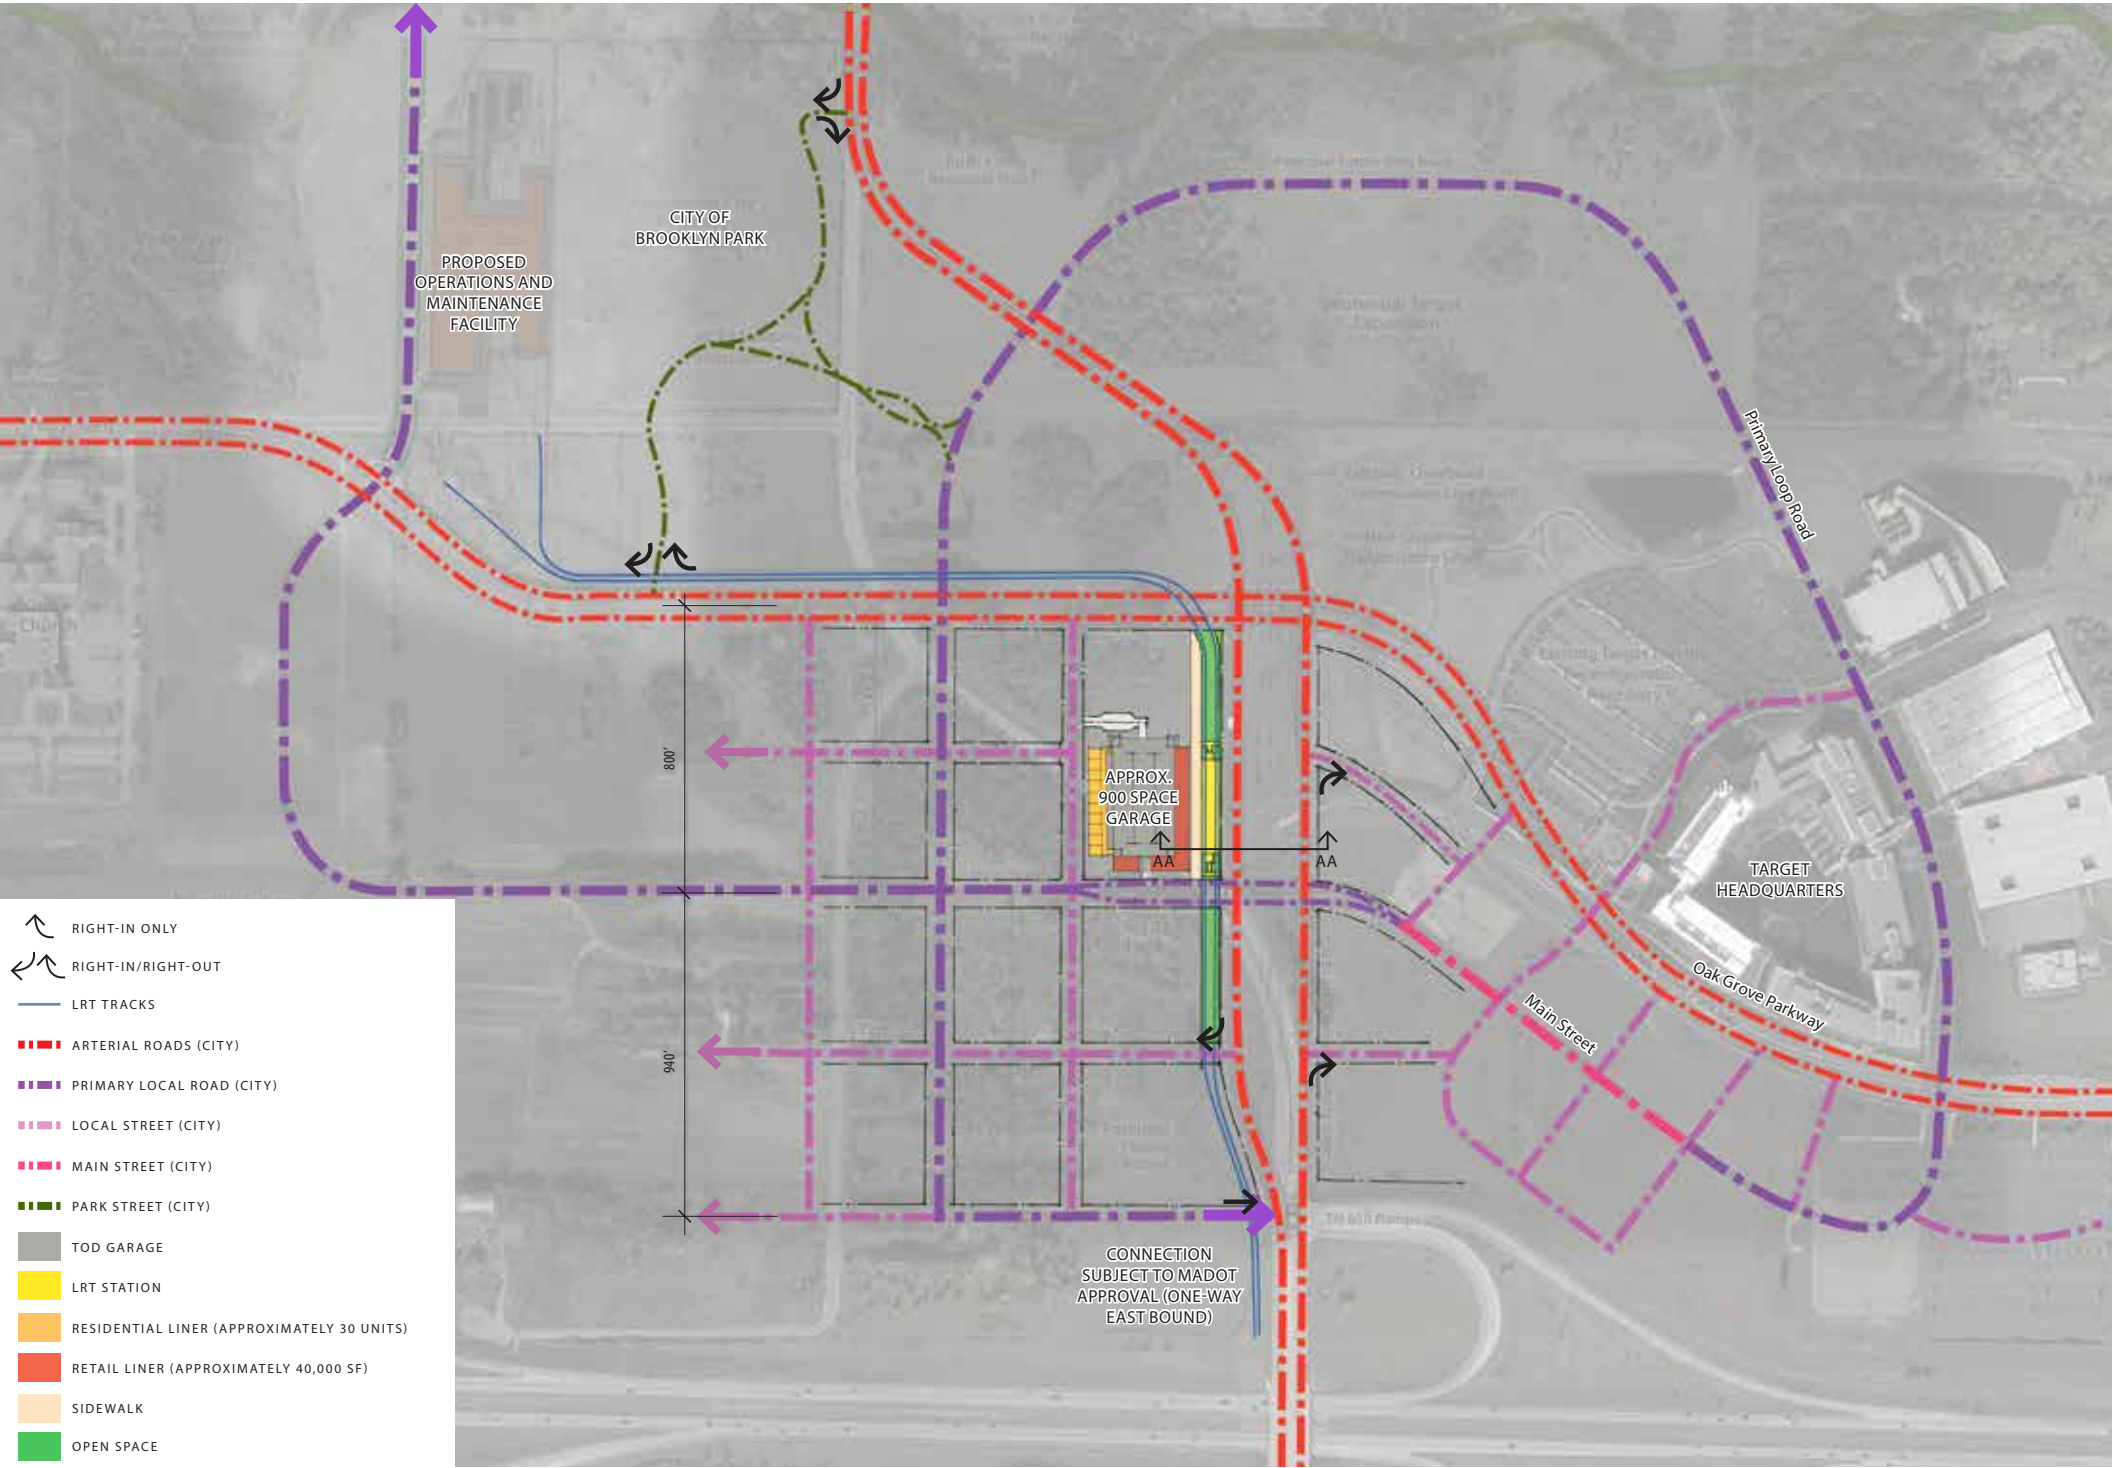 CITY OF
BROOKLYN PARK
PROPOSED
OPERATIONS AND
MAINTENANCE
FACILITY
Primary Loop Road
800'
APPROX.
900 SPACE
GARAGE
AA
AA
TARGET
HEADQUARTERS
Oak Grove Parkway
Main Street
940'
CONNECTION
SUBJECT TO MADOT
APPROVAL (ONE-WAY
EAST BOUND)
RIGHT-IN ONLY
RIGHT-IN/RIGHT-OUT
LRT TRACKS
ARTERIAL ROADS (CITY)
PRIMARY LOCAL ROAD (CITY)
LOCAL STREET (CITY)
MAIN STREET (CITY)
PARK STREET (CITY)
TOD GARAGE
LRT STATION
RESIDENTIAL LINER (APPROXIMATELY 30 UNITS)
RETAIL LINER (APPROXIMATELY 40,000 SF)
SIDEWALK
OPEN SPACE